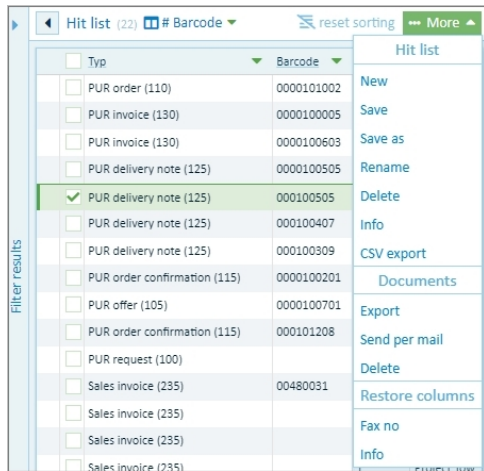 Hit list (22) # Barcode reset sorting ••• More
Typ Barcode
PUR order (110) 0000101002
PUR invoice (130) 000100005
PUR invoice (130) 0000100603
PUR delivery note (125) 0000100505
PUR delivery note (125) 000100505
PUR delivery note (125) 000100407
PUR delivery note (125) 000100309
PUR order confirmation (115) 0000100201
PUR offer (105) 0000100701
PUR order confirmation (115) 000101208
PUR request (100)
Sales invoice (235) 00480031
Sales invoice (235)
Sales invoice (235)
Sales invoice (235)
Hit list
New
Save
Save as
Rename
Delete
Info
CSV export
Documents
Export
Send per mail
Delete
Restore columns
Fax no
Info
Filter results